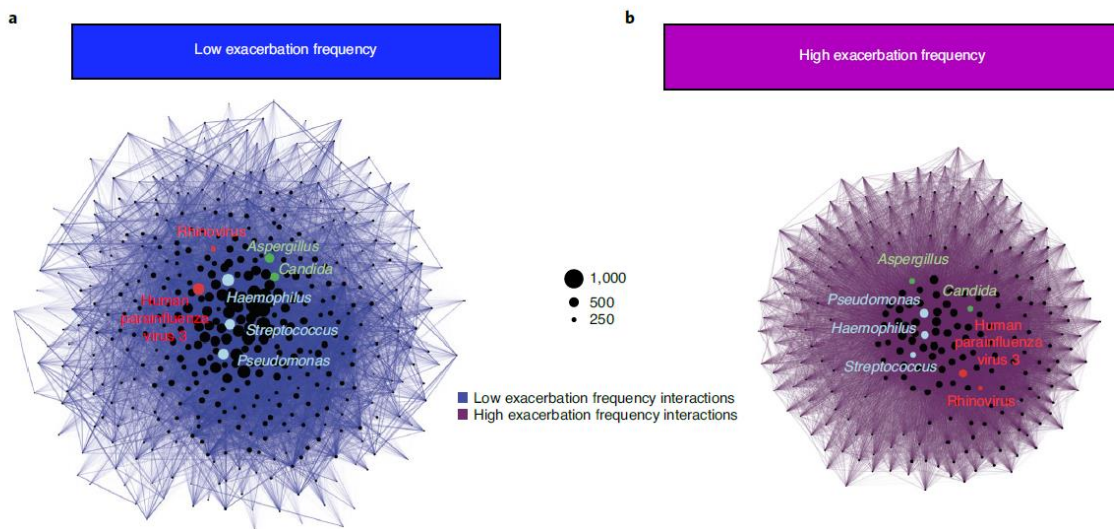 a
Low exacerbation frequency
Rhinovirus
Aspergillus
Candida
Haemophilus
Human
parainfluenza
virus 3
Streptococcus
Pseudomonas
1,000
500
250
Low exacerbation frequency interactions
High exacerbation frequency interactions
b
High exacerbation frequency
Aspergillus
Pseudomonas
Candida
Haemophilus
Human
parainfluenza
virus 3
Streptococcus
Rhinovirus